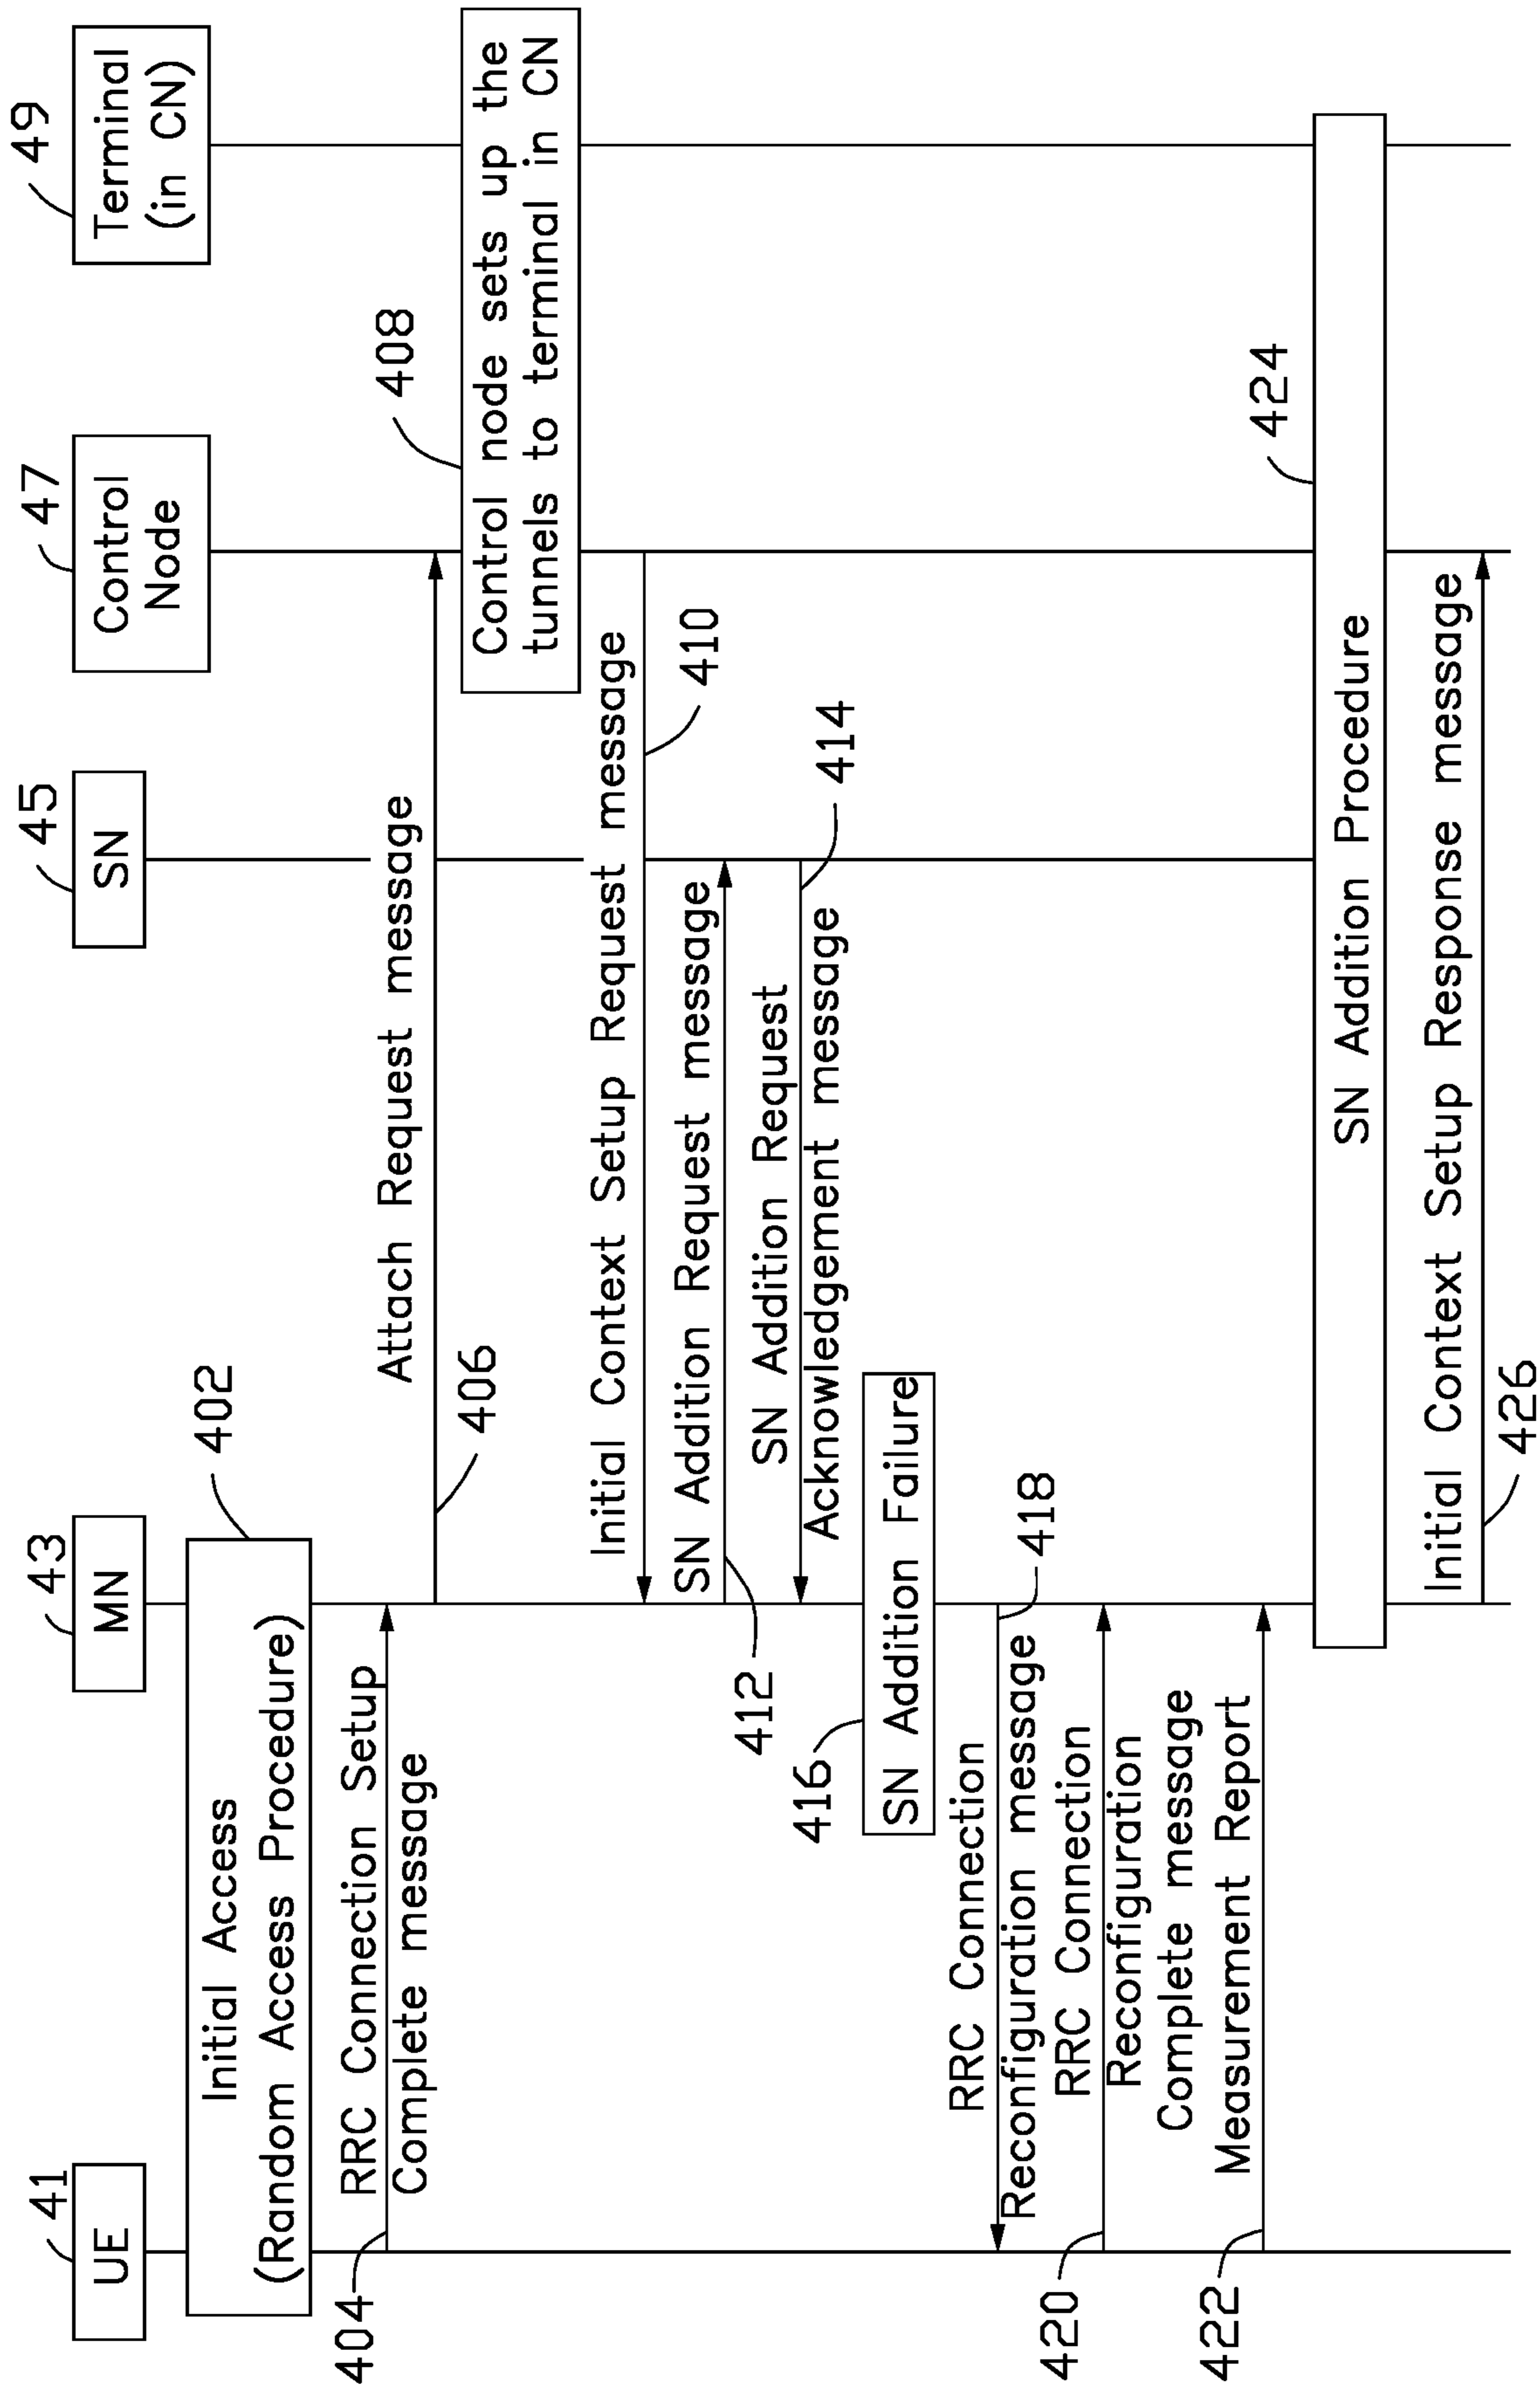 41
UE
43
MN
45
SN
47
Control
Node
49
Terminal
(in CN)
Initial Access
(Random Access Procedure)
402
RRC Connection Setup
Complete message
404
Attach Request message
406
408
Control node sets up the
tunnels to terminal in CN
Initial Context Setup Request message
410
SN Addition Request message
412
SN Addition Request
Acknowledgement message
414
416
SN Addition Failure
RRC Connection
Reconfiguration message
418
RRC Connection
Reconfiguration
Complete message
420
Measurement Report
422
424
SN Addition Procedure
Initial Context Setup Response message
426